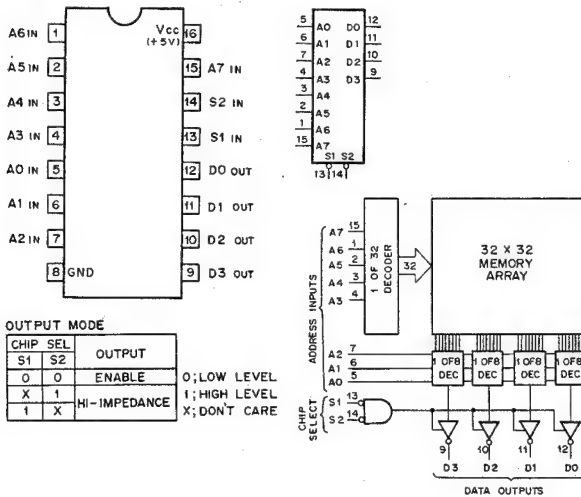 A6 IN 1
Vcc 16
(+5V)
A5 IN 2
15 A7 IN
A4 IN 3
14 S2 IN
A3 IN 4
13 S1 IN
A0 IN 5
12 D0 OUT
A1 IN 6
11 D1 OUT
A2 IN 7
10 D2 OUT
8 GND
9 D3 OUT
5 A0 D0 12
6 A1 D1 11
7 A2 D2 10
4 A3 D3 9
3 A4
2 A5
1 A6
15 A7
S1 S2
13 14
OUTPUT MODE
CHIP SEL OUTPUT
S1 S2
0 0 ENABLE
X 1 HI-IMPEDANCE
1 X
0; LOW LEVEL
1; HIGH LEVEL
X; DON'T CARE
ADDRESS INPUTS
A7 15
A6 1
A5 2
A4 3
A3 4
1 OF 32
DECODER
32
32 X 32
MEMORY
ARRAY
A2 7
A1 6
A0 5
1 OF8 DEC
1 OF8 DEC
1 OF8 DEC
1 OF8 DEC
CHIP
SELECT
S1 13
S2 14
9 10 11 12
D3 D2 D1 D0
DATA OUTPUTS